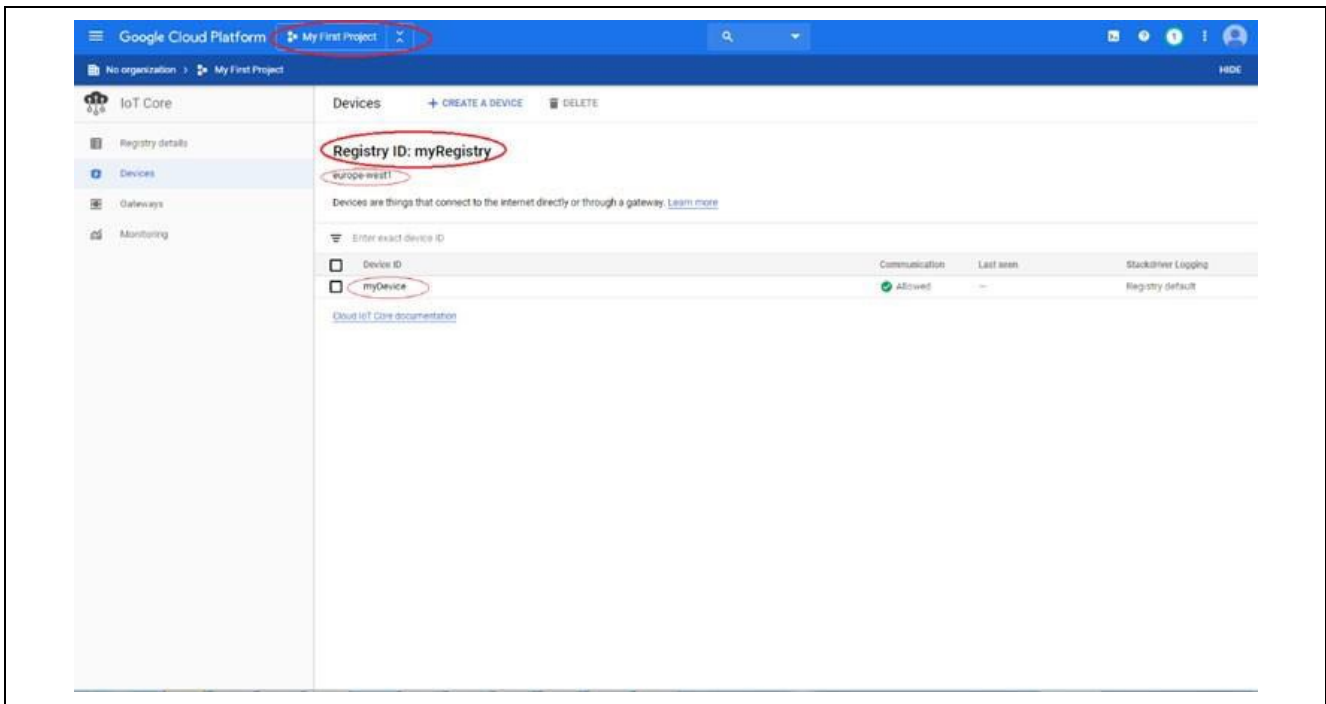 Google Cloud Platform My First Project
1
No organization > My First Project HIDE
IoT Core Devices + CREATE A DEVICE DELETE
Registry details
Registry ID: myRegistry
Devices europe-west1
Gateways Devices are things that connect to the internet directly or through a gateway. Learn more
Monitoring Enter exact device ID
Device ID Communication Last seen Stackdriver Logging
myDevice Allowed — Registry default
Cloud IoT Core documentation